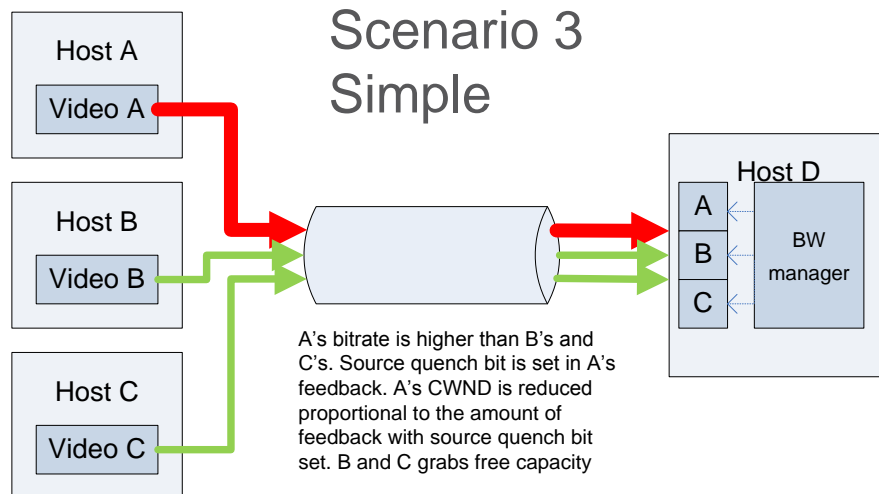 Scenario 3
Simple
Host A
Video A
Host B
Video B
Host C
Video C
Host D
A
B
C
BW
manager
A's bitrate is higher than B's and
C's. Source quench bit is set in A's
feedback. A's CWND is reduced
proportional to the amount of
feedback with source quench bit
set. B and C grabs free capacity